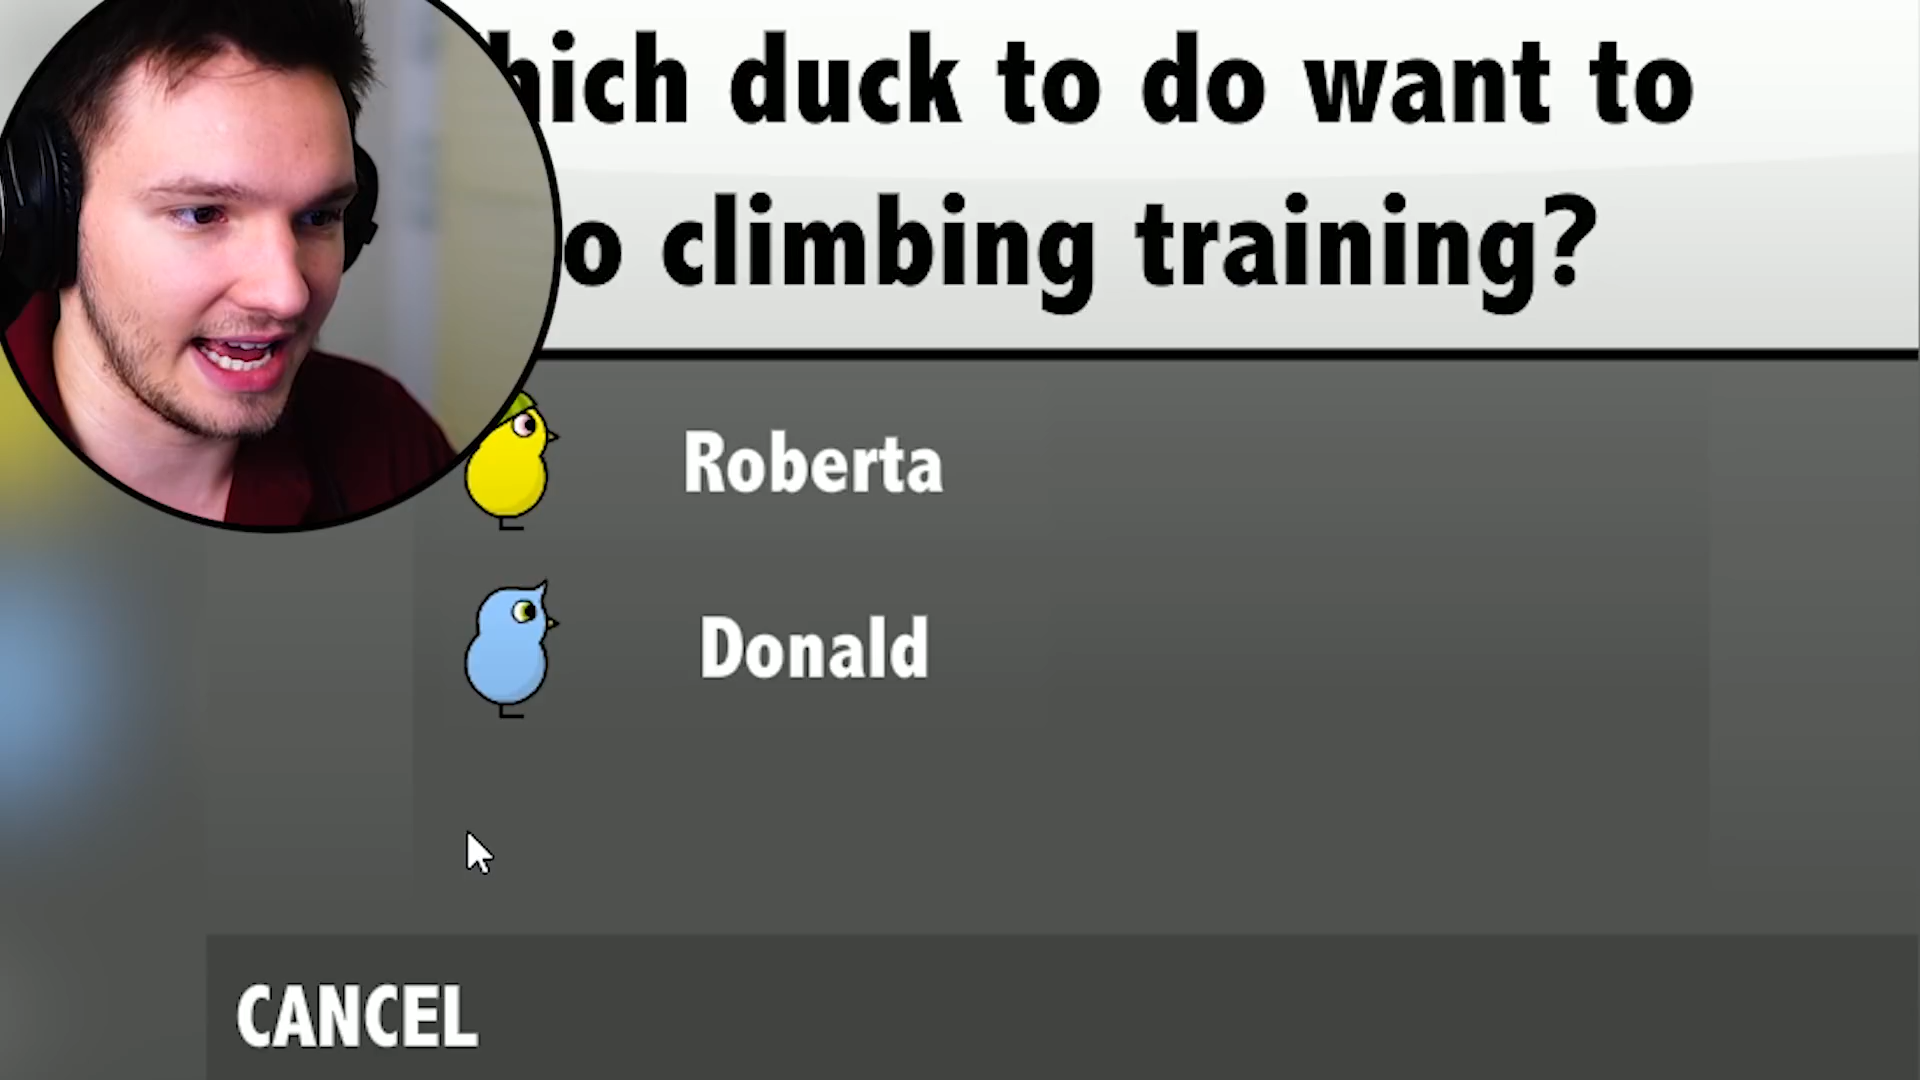 hich duck to do want to
o climbing training?
Roberta
Donald
CANCEL